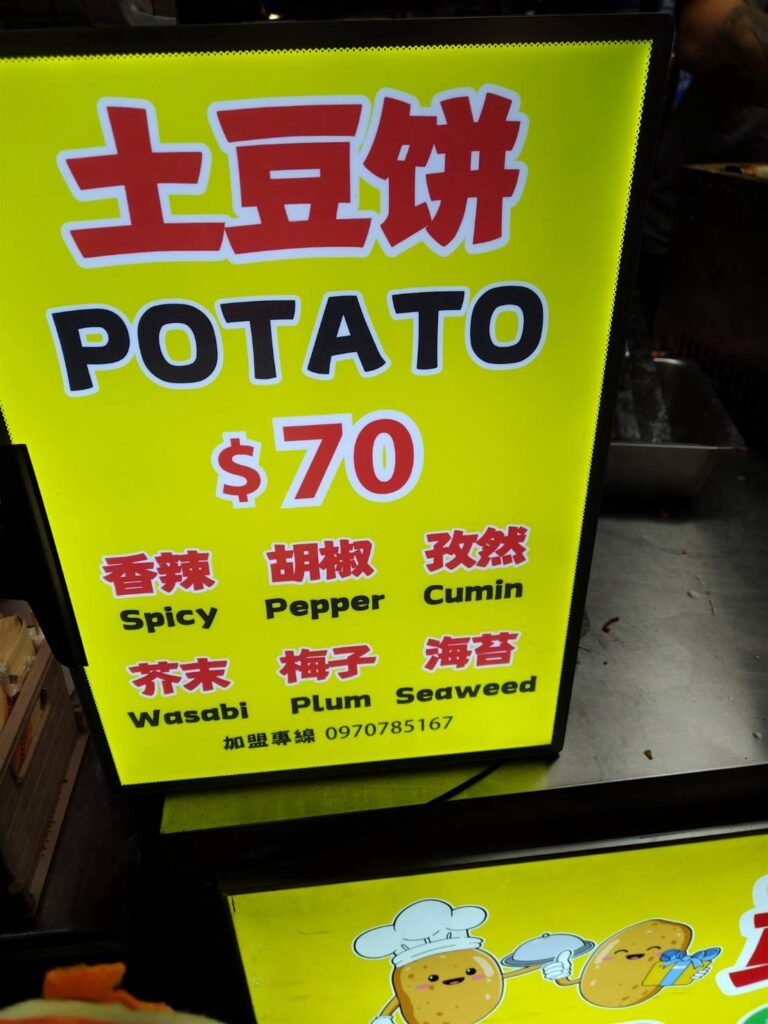 土豆饼
POTATO
$70
香辣 胡椒 孜然
Spicy Pepper Cumin
芥末 梅子 海苔
Wasabi Plum Seaweed
加盟專線 0970785167